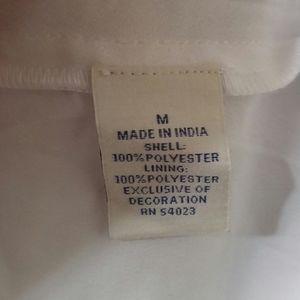 M
MADE IN INDIA
SHELL:
100%POLYESTER
LINING:
100%POLYESTER
EXCLUSIVE OF
DECORATION
RN 54023